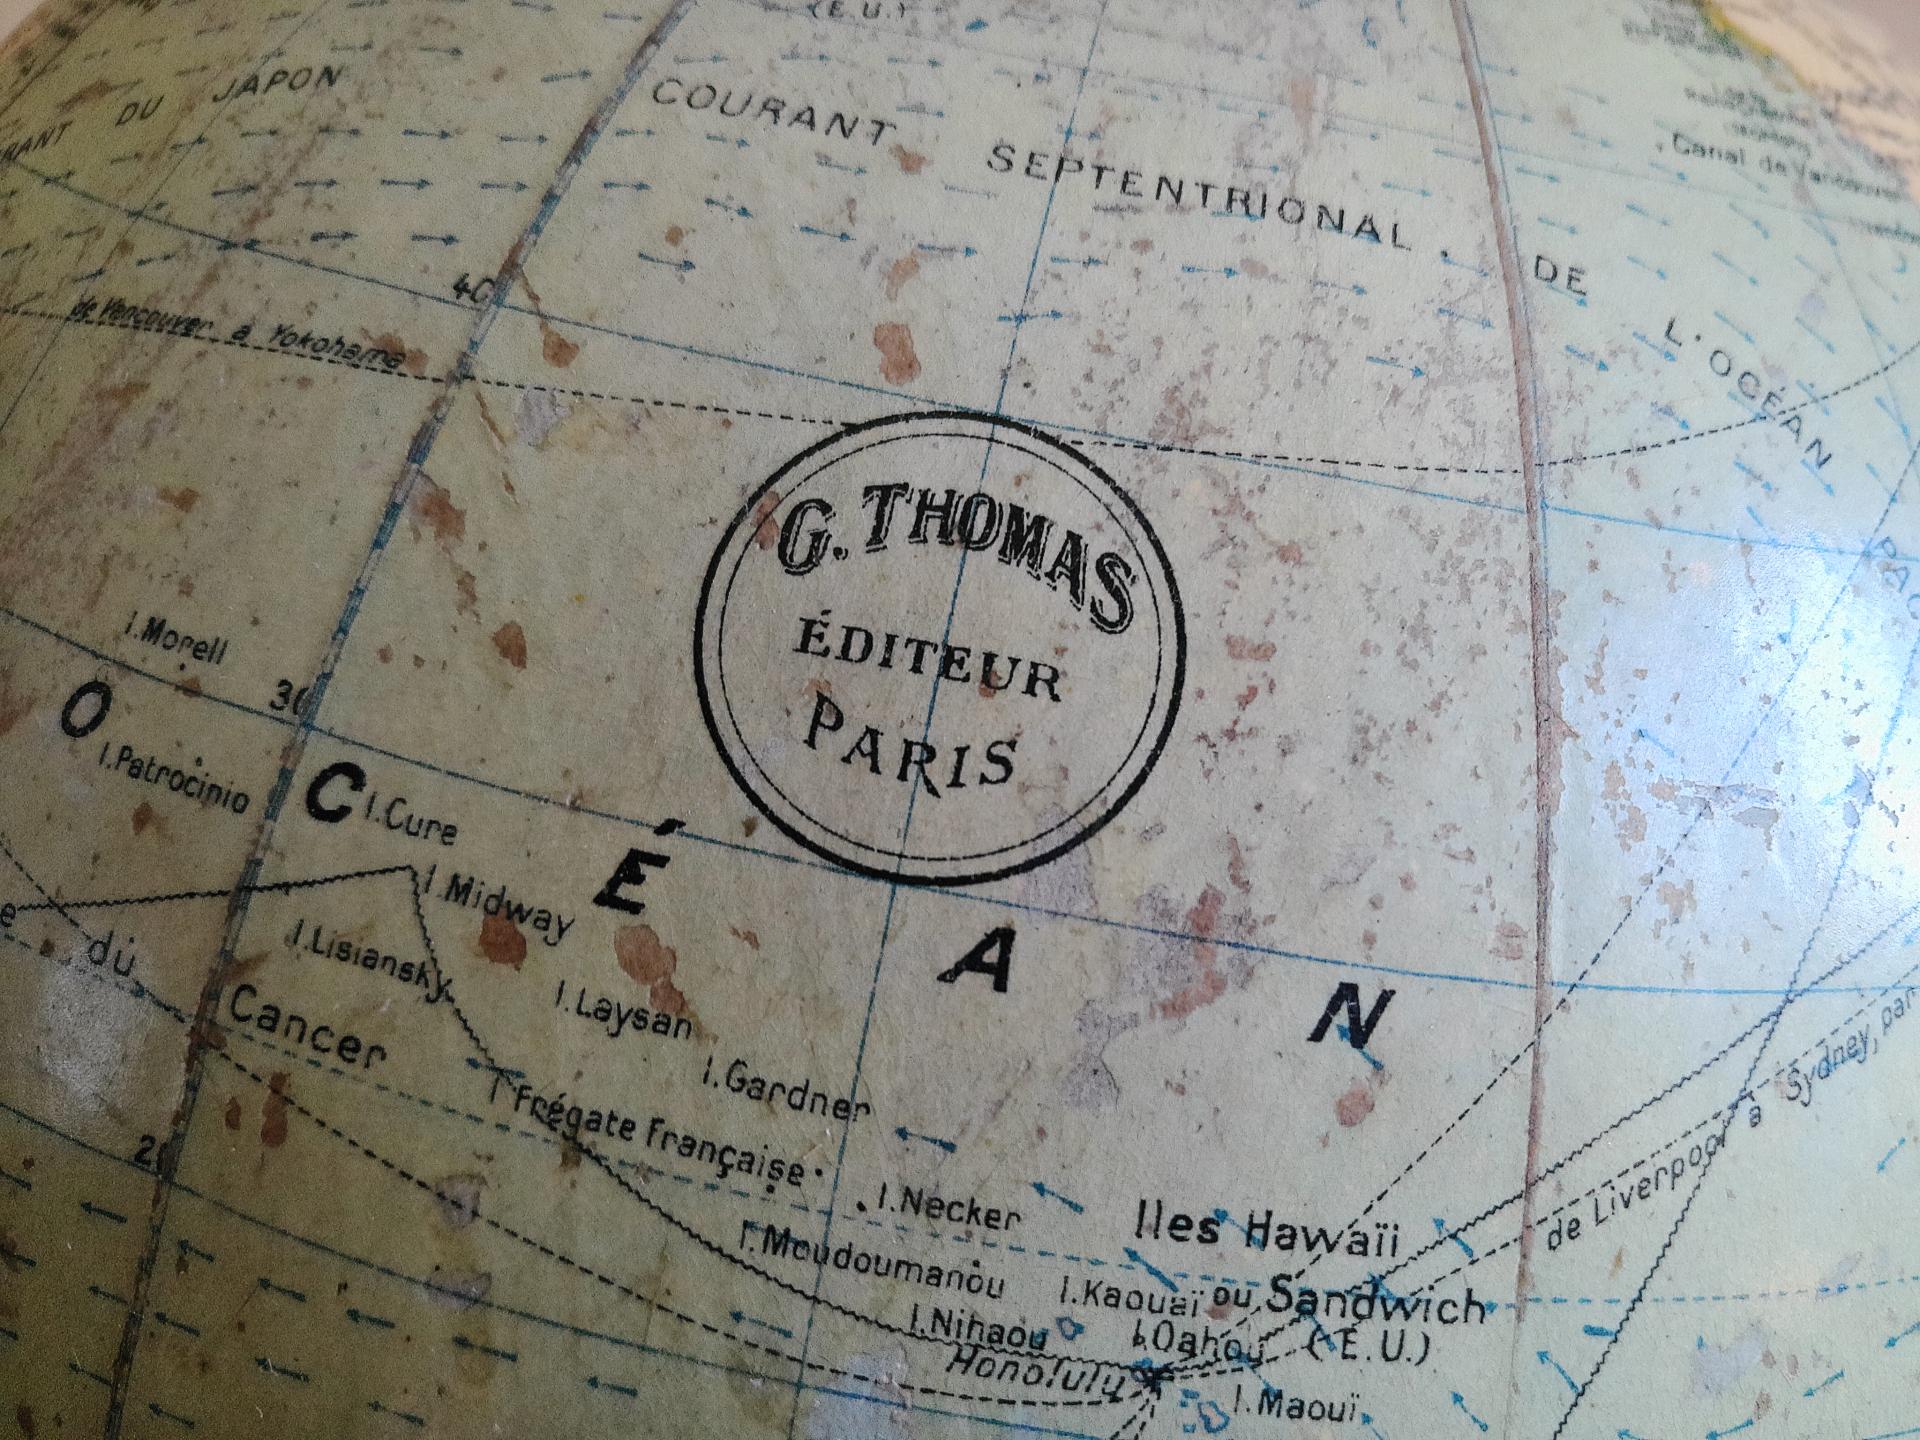 (E.U.)
DU JAPON
COURANT SEPTENTRIONAL DE L'OCÉAN
Canal de
40
de Vancouver à Yokohama
G. THOMAS
ÉDITEUR
PARIS
I.Morell
30
OCÉAN
I.Patrocinio
I.Cure
I.Midway
du Cancer
I.Lisiansky
I.Laysan
I.Gardner
I Frégate Française
20
I.Necker
Iles Hawaïi
ou Sandwich
(E.U.)
I.Moudoumanou
I.Kaouaï
I.Nihaou
I.Oahou
Honolulu
I.Maouï
de Liverpool à Sydney, par